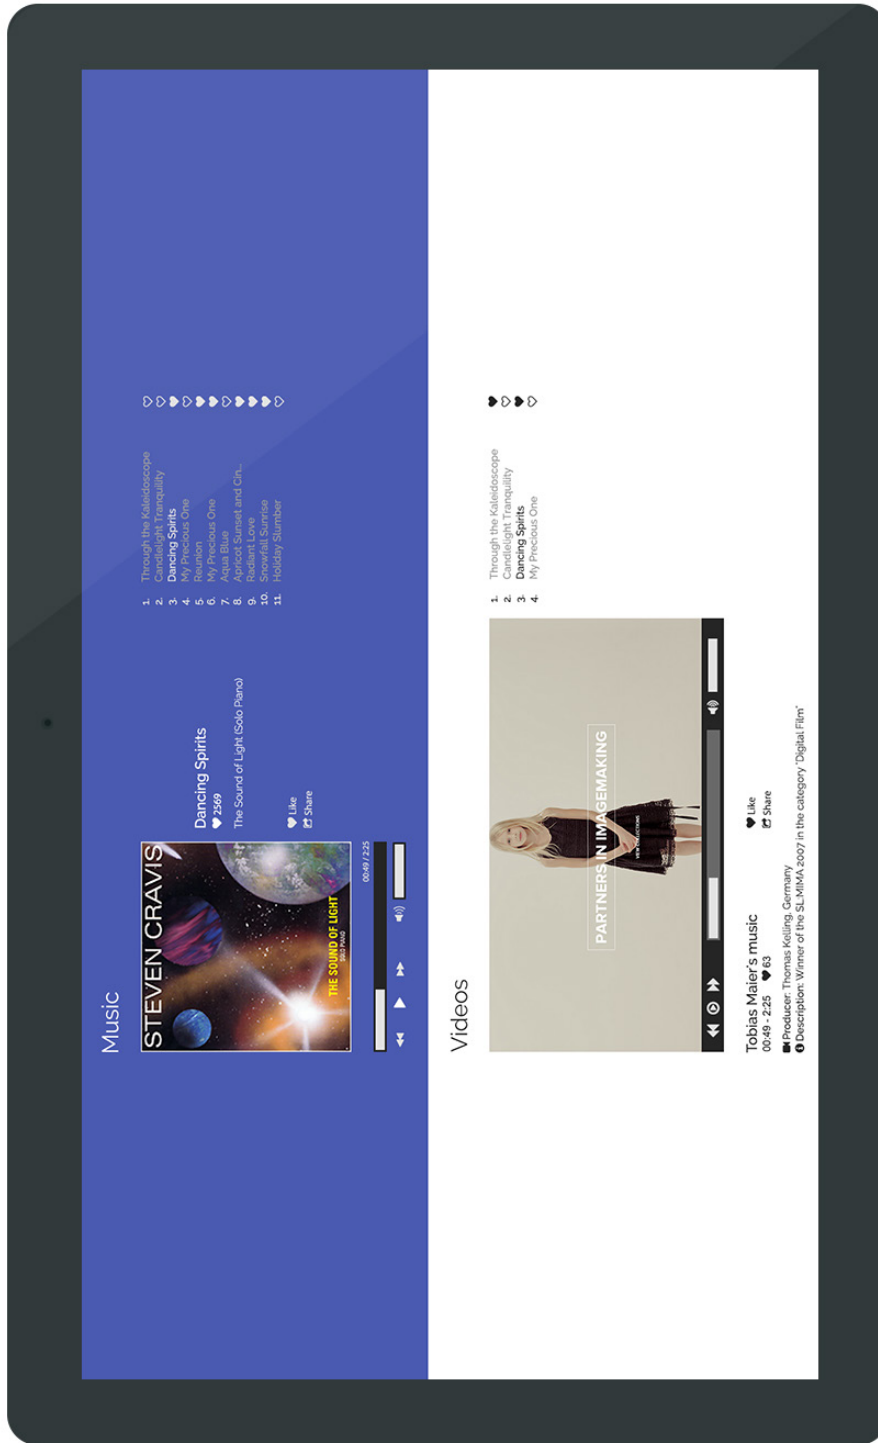 Music
STEVEN CRAVIS
THE SOUND OF LIGHT
SOLO PIANO
00:49 / 2:25
Dancing Spirits
2569
The Sound of Light (Solo Piano)
Like
Share
1. Through the Kaleidoscope
2. Candlelight Tranquility
3. Dancing Spirits
4. My Precious One
5. Reunion
6. My Precious One
7. Aqua Blue
8. Apricot Sunset and Cin...
9. Radiant Love
10. Snowfall Sunrise
11. Holiday Slumber
Videos
PARTNERS IN IMAGEMAKING
VIEW COLLECTIONS
1. Through the Kaleidoscope
2. Candlelight Tranquility
3. Dancing Spirits
4. My Precious One
Tobias Maier's music
00:49 - 2:25 63
Like
Share
Producer: Thomas Kelling, Germany
Description: Winner of the SL:MIMA 2007 in the category "Digital Film"